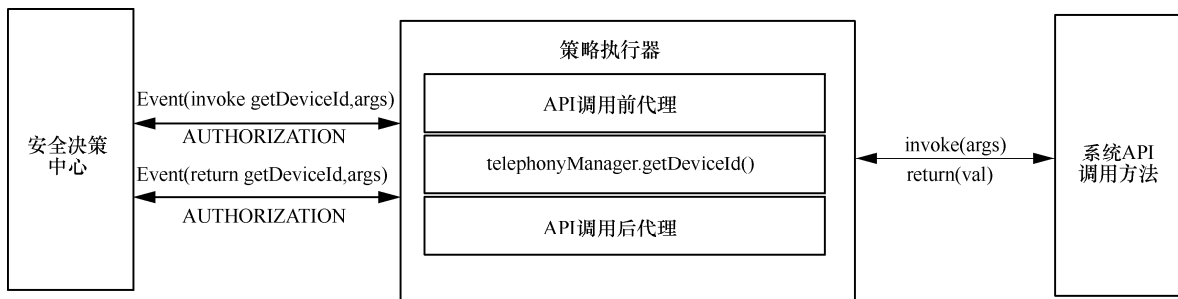 安全决策
中心
Event(invoke getDeviceId,args)
AUTHORIZATION
Event(return getDeviceId,args)
AUTHORIZATION
策略执行器
API调用前代理
telephonyManager.getDeviceId()
API调用后代理
invoke(args)
return(val)
系统API
调用方法